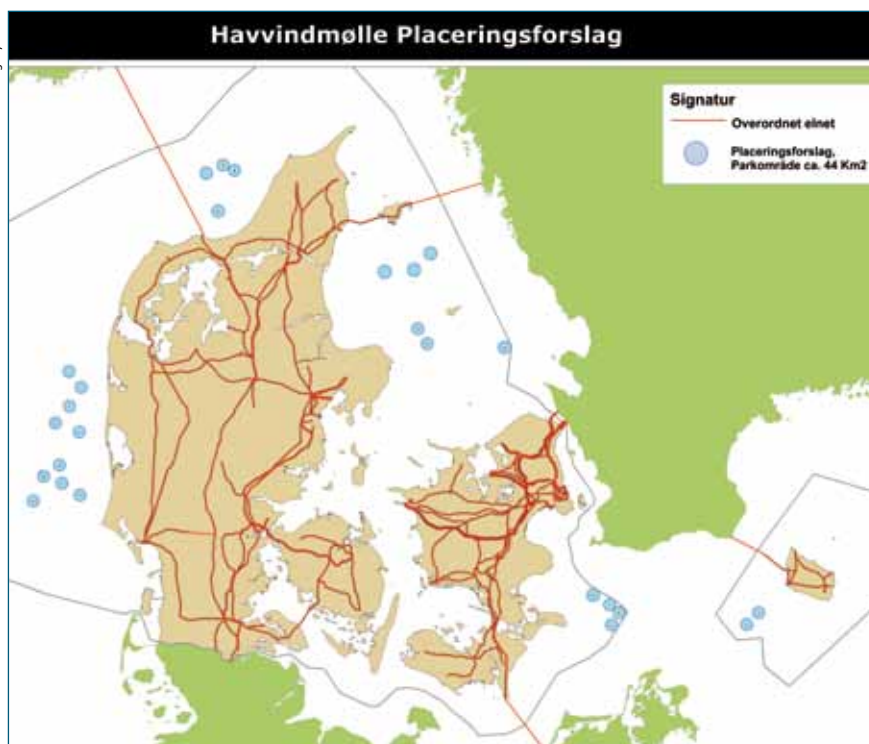 Havvindmølle Placeringsforslag
Signatur
Overordnet elnet
Placeringsforslag,
Parkområde ca. 44 Km2